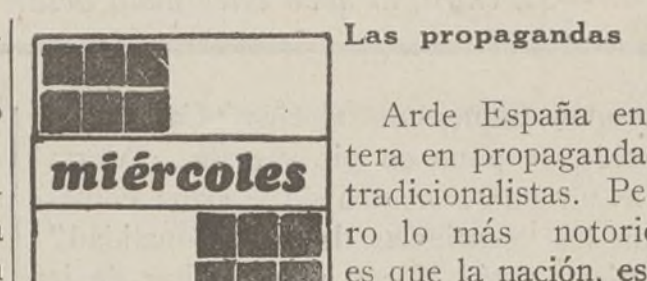 Las propagandas
miércoles
Arde España en
tera en propaganda
tradicionalistas. Pe
ro lo más notori
es que la nación, es